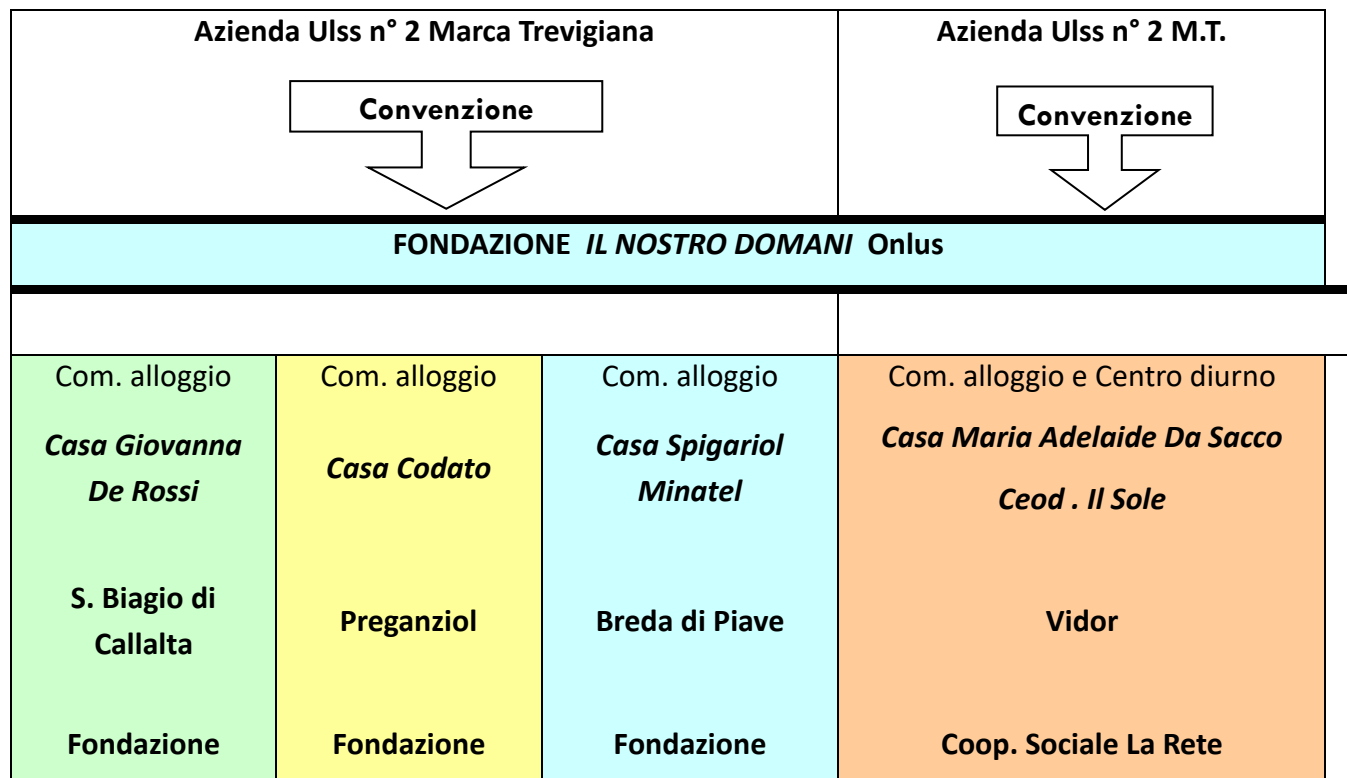 Azienda Ulss n° 2 Marca Trevigiana
Azienda Ulss n° 2 M.T.
Convenzione
Convenzione
FONDAZIONE IL NOSTRO DOMANI Onlus
Com. alloggio
Casa Giovanna
De Rossi
S. Biagio di
Callalta
Fondazione
Com. alloggio
Casa Codato
Preganziol
Fondazione
Com. alloggio
Casa Spigariol
Minatel
Breda di Piave
Fondazione
Com. alloggio e Centro diurno
Casa Maria Adelaide Da Sacco
Ceod . Il Sole
Vidor
Coop. Sociale La Rete